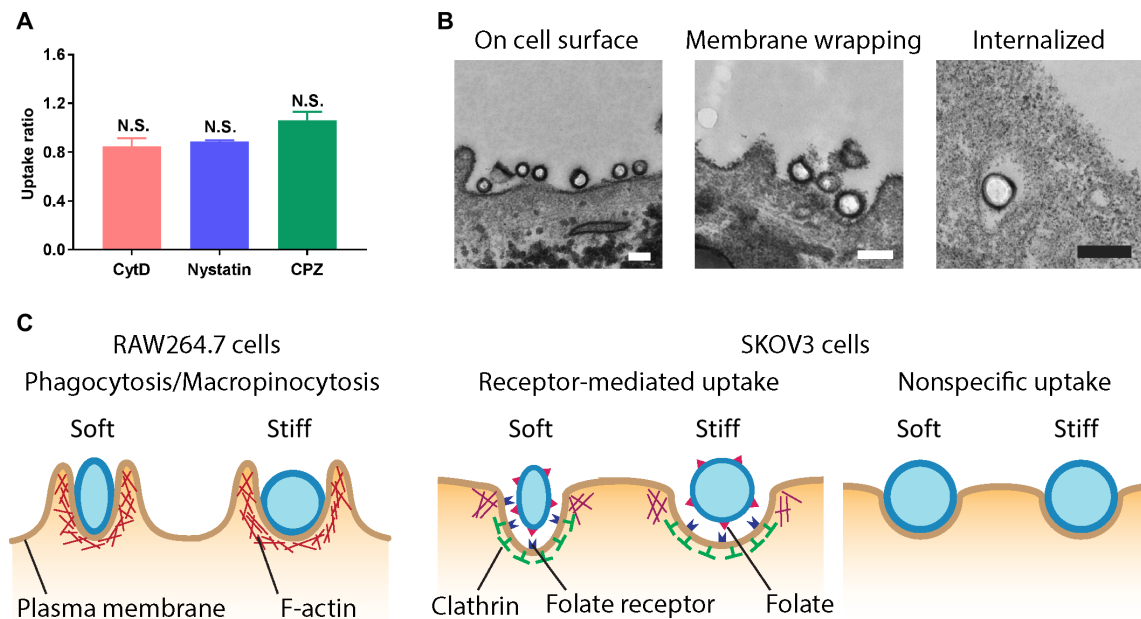 A
Uptake ratio
1.6
1.2
0.8
0.4
0.0
N.S.
N.S.
N.S.
CytD
Nystatin
CPZ
B
On cell surface
Membrane wrapping
Internalized
C
RAW264.7 cells
Phagocytosis/Macropinocytosis
Soft
Stiff
Plasma membrane
F-actin
SKOV3 cells
Receptor-mediated uptake
Soft
Stiff
Clathrin
Folate receptor
Folate
Nonspecific uptake
Soft
Stiff